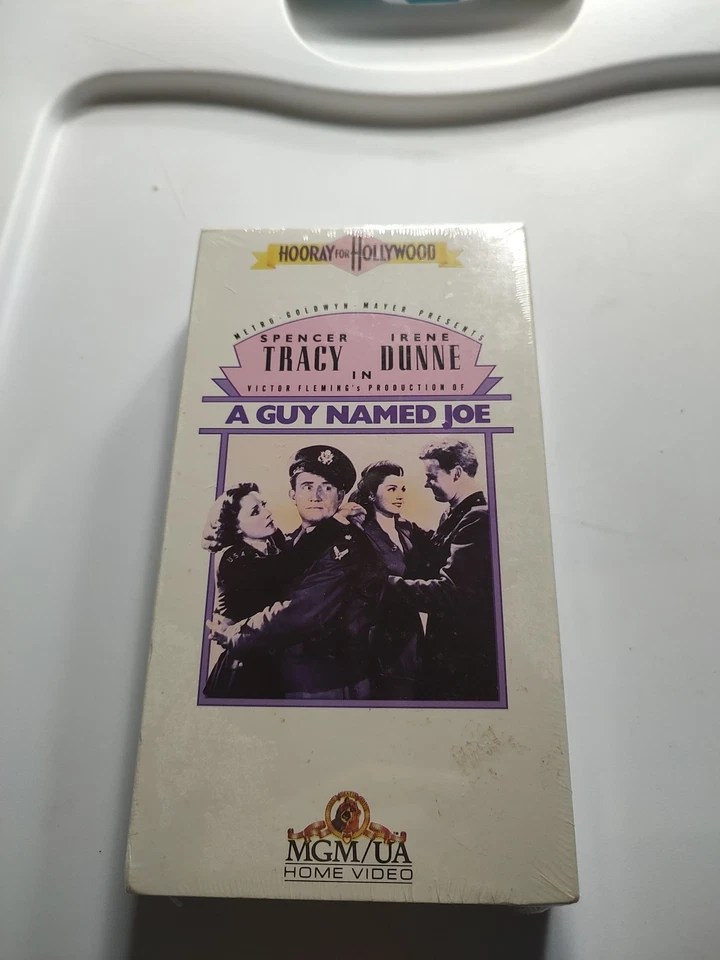 HOORAY FOR HOLLYWOOD
METRO-GOLDWYN-MAYER PRESENTS
SPENCER IRENE
TRACY DUNNE
IN
VICTOR FLEMING's PRODUCTION OF
A GUY NAMED JOE
USA
MGM/UA
HOME VIDEO